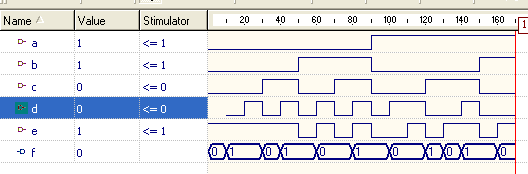 Name Value Stimulator 20 40 60 80 100 120 140 160
1
a 1 <= 1
b 1 <= 1
c 0 <= 0
d 0 <= 0
e 1 <= 1
f 0 0 1 0 1 0 1 0 1 0 1 0